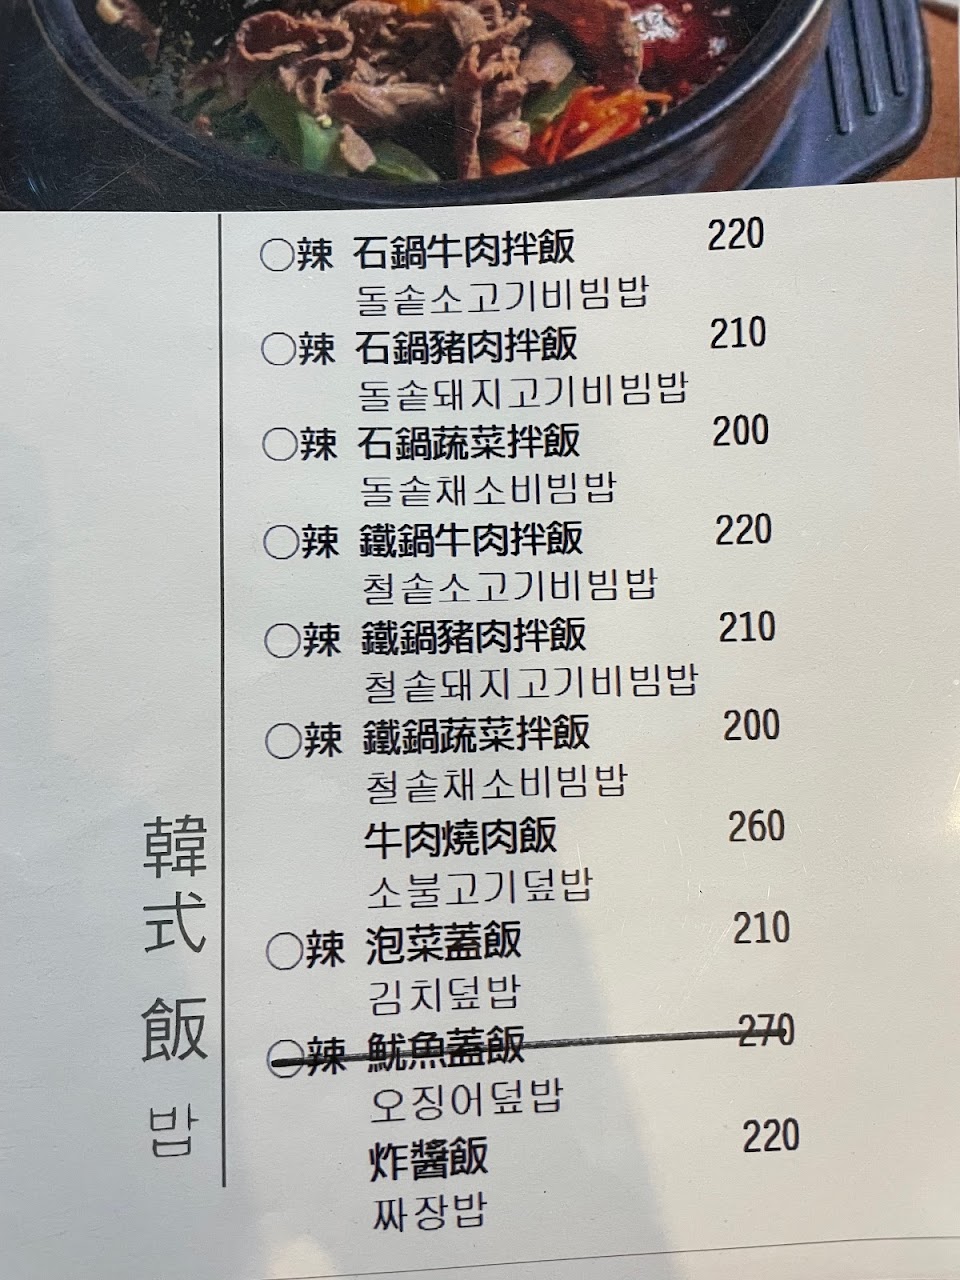 韓式飯 밥
○辣 石鍋牛肉拌飯 220
돌솥소고기비빔밥
○辣 石鍋豬肉拌飯 210
돌솥돼지고기비빔밥
○辣 石鍋蔬菜拌飯 200
돌솥채소비빔밥
○辣 鐵鍋牛肉拌飯 220
철솥소고기비빔밥
○辣 鐵鍋豬肉拌飯 210
철솥돼지고기비빔밥
○辣 鐵鍋蔬菜拌飯 200
철솥채소비빔밥
牛肉燒肉飯 260
소불고기덮밥
○辣 泡菜蓋飯 210
김치덮밥
○辣 魷魚蓋飯 270
오징어덮밥
炸醬飯 220
짜장밥